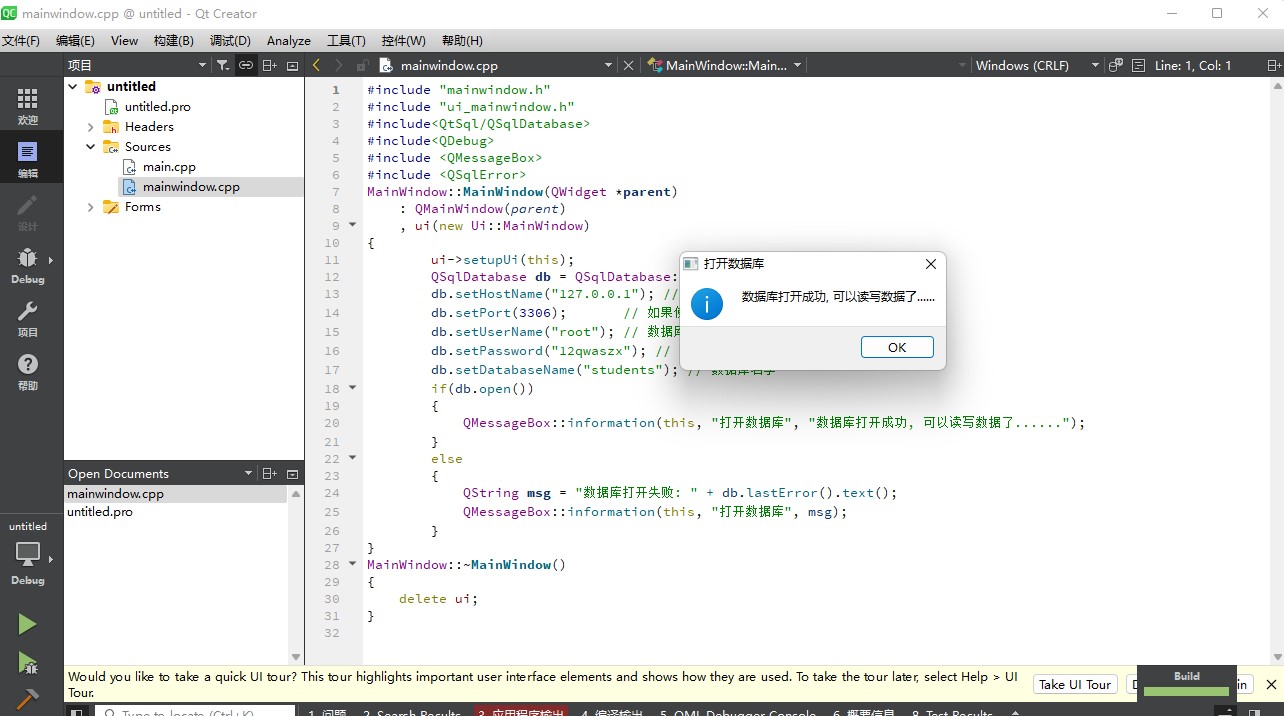 mainwindow.cpp @ untitled - Qt Creator
文件(F) 编辑(E) View 构建(B) 调试(D) Analyze 工具(T) 控件(W) 帮助(H)
项目
mainwindow.cpp
MainWindow::Main...
Windows (CRLF)
Line: 1, Col: 1
欢迎
编辑
设计
Debug
项目
帮助
untitled
untitled.pro
Headers
Sources
main.cpp
mainwindow.cpp
Forms
Open Documents
mainwindow.cpp
untitled.pro
untitled
Debug
1 #include "mainwindow.h"
2 #include "ui_mainwindow.h"
3 #include<QtSql/QSqlDatabase>
4 #include<QDebug>
5 #include <QMessageBox>
6 #include <QSqlError>
7 MainWindow::MainWindow(QWidget *parent)
8 : QMainWindow(parent)
9 , ui(new Ui::MainWindow)
10 {
11 ui->setupUi(this);
12 QSqlDatabase db = QSqlDatabase:
13 db.setHostName("127.0.0.1"); //
14 db.setPort(3306); // 如果
15 db.setUserName("root"); // 数据
16 db.setPassword("12qwaszx"); //
17 db.setDatabaseName("students"); //
18 if(db.open())
19 {
20 QMessageBox::information(this, "打开数据库", "数据库打开成功, 可以读写数据了......");
21 }
22 else
23 {
24 QString msg = "数据库打开失败: " + db.lastError().text();
25 QMessageBox::information(this, "打开数据库", msg);
26 }
27 }
28 MainWindow::~MainWindow()
29 {
30 delete ui;
31 }
32
打开数据库
数据库打开成功, 可以读写数据了......
OK
Would you like to take a quick UI tour? This tour highlights important user interface elements and shows how they are used. To take the tour later, select Help > UI
Tour.
Take UI Tour
Build
Type to locate (Ctrl+K)
1 问题 2 Search Results 3 应用程序输出 4 编译输出 5 QML Debugger Console 6 概要信息 8 Test Results